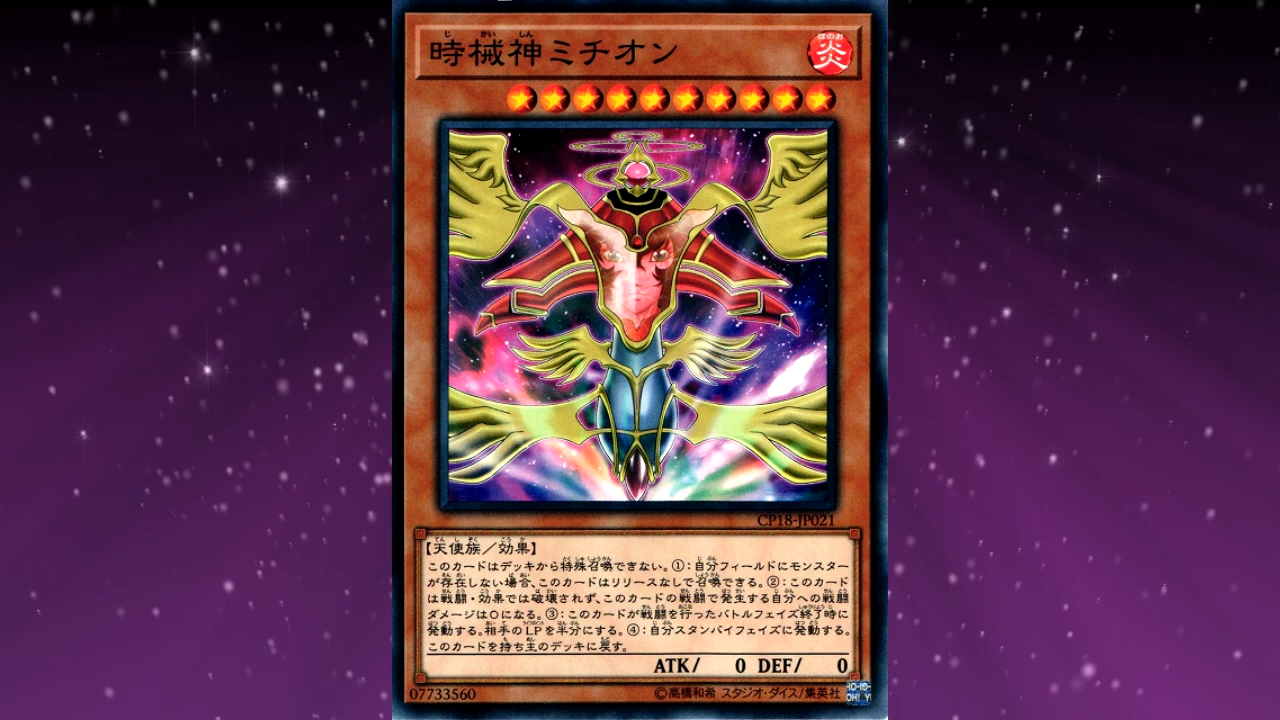 時械神ミチオン
炎
CP18-JP021
【天使族／効果】
このカードはデッキから特殊召喚できない。①：自分フィールドにモンスター
が存在しない場合、このカードはリリースなしで召喚できる。②：このカード
は戦闘・効果では破壊されず、このカードの戦闘で発生する自分への戦闘
ダメージは０になる。③：このカードが戦闘を行ったバトルフェイズ終了時に
発動する。相手のLPを半分にする。④：自分スタンバイフェイズに発動する。
このカードを持ち主のデッキに戻す。
ATK/ 0 DEF/ 0
07733560 ©高橋和希 スタジオ・ダイス/集英社